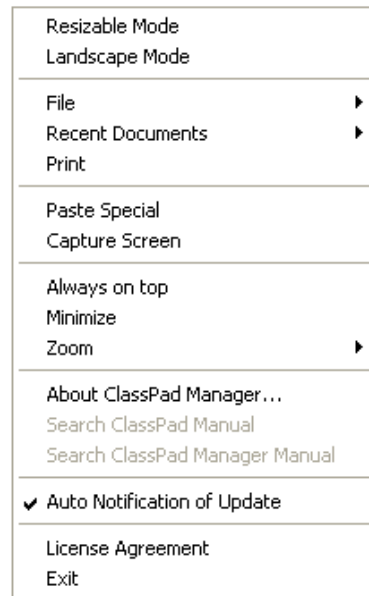 Resizable Mode
Landscape Mode
File
Recent Documents
Print
Paste Special
Capture Screen
Always on top
Minimize
Zoom
About ClassPad Manager...
Search ClassPad Manual
Search ClassPad Manager Manual
Auto Notification of Update
License Agreement
Exit